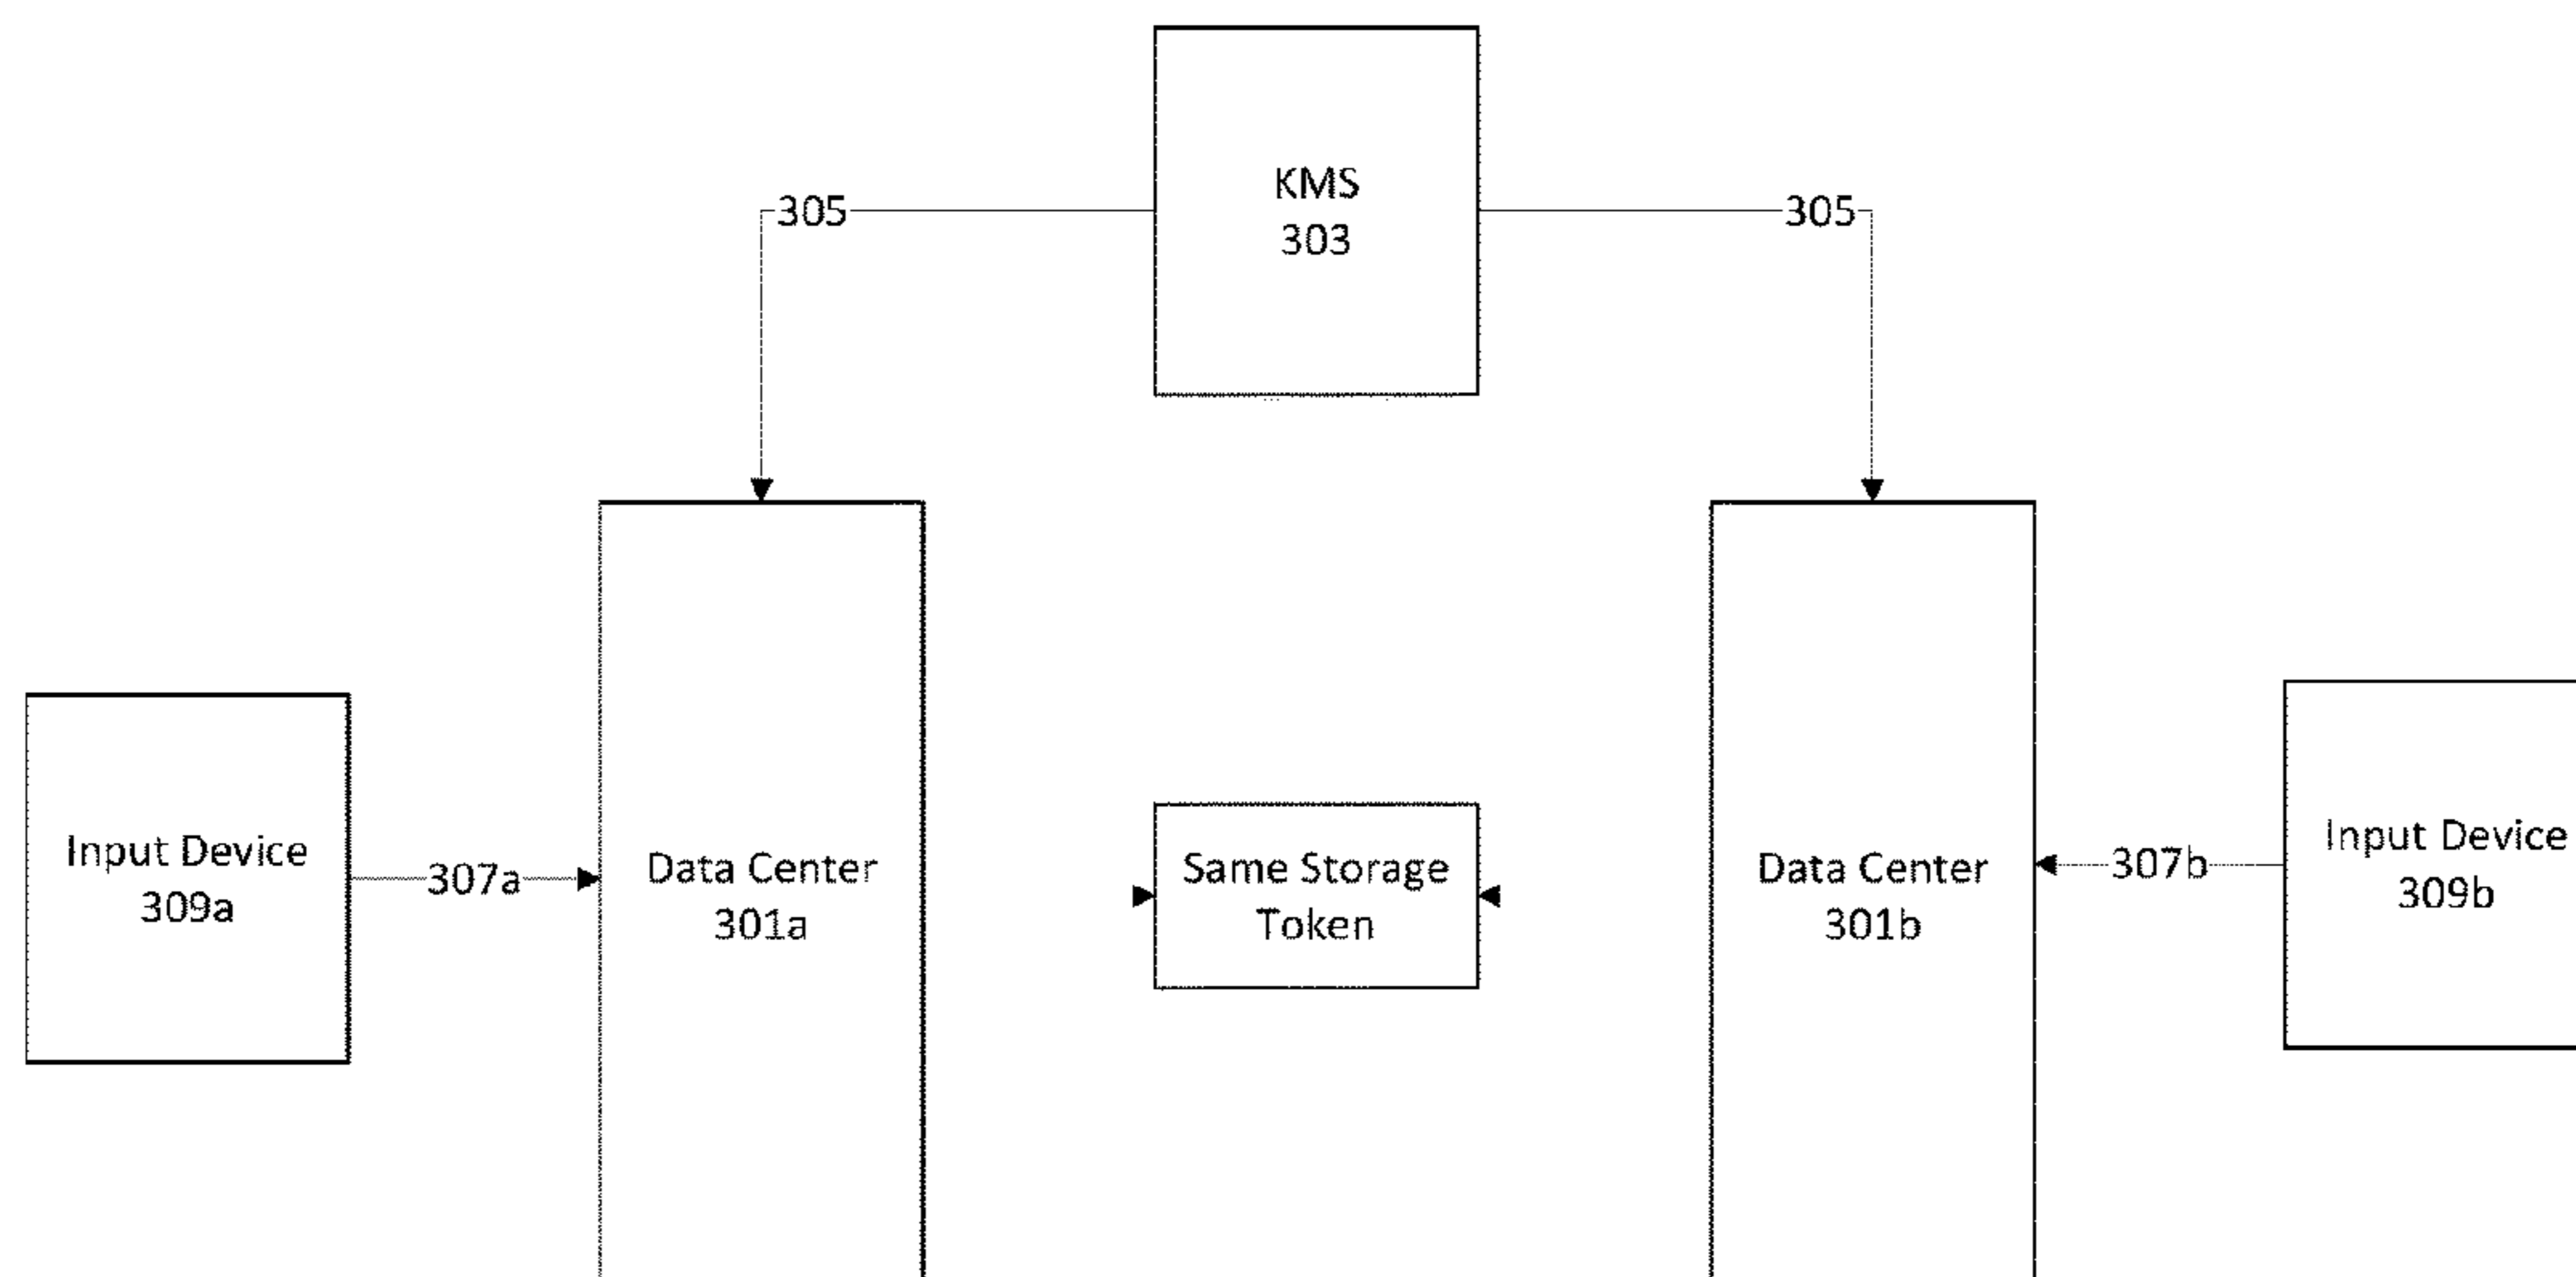 KMS
303
305
305
Input Device
309a
307a
Data Center
301a
Same Storage
Token
Data Center
301b
307b
Input Device
309b